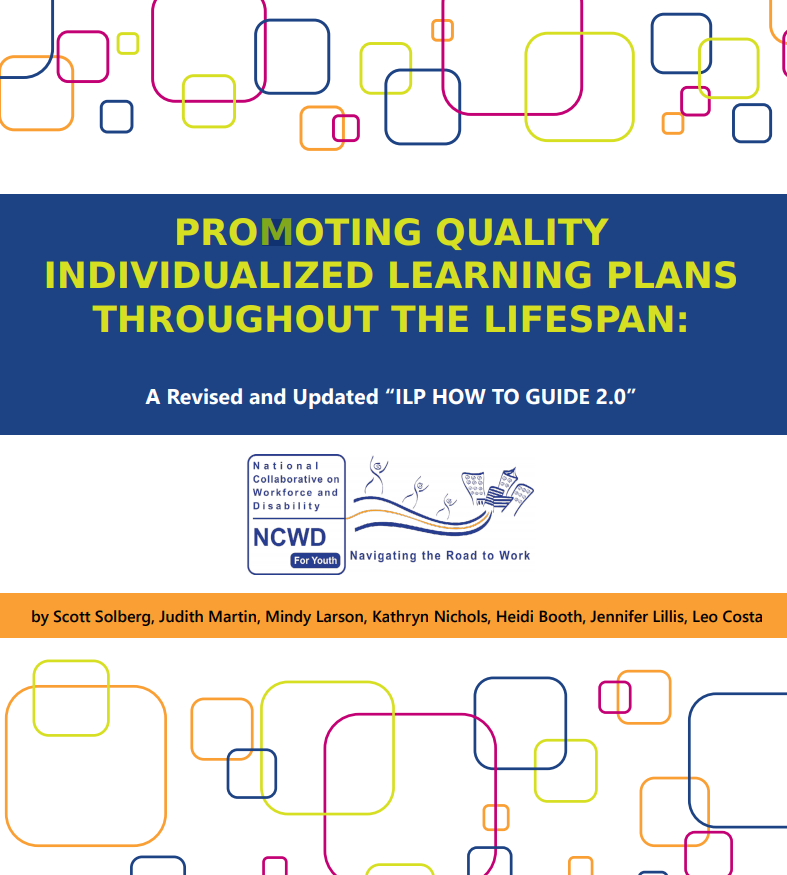 PROMOTING QUALITY
INDIVIDUALIZED LEARNING PLANS
THROUGHOUT THE LIFESPAN:
A Revised and Updated “ILP HOW TO GUIDE 2.0”
National
Collaborative on
Workforce and
Disability
NCWD
For Youth
Navigating the Road to Work
by Scott Solberg, Judith Martin, Mindy Larson, Kathryn Nichols, Heidi Booth, Jennifer Lillis, Leo Costa